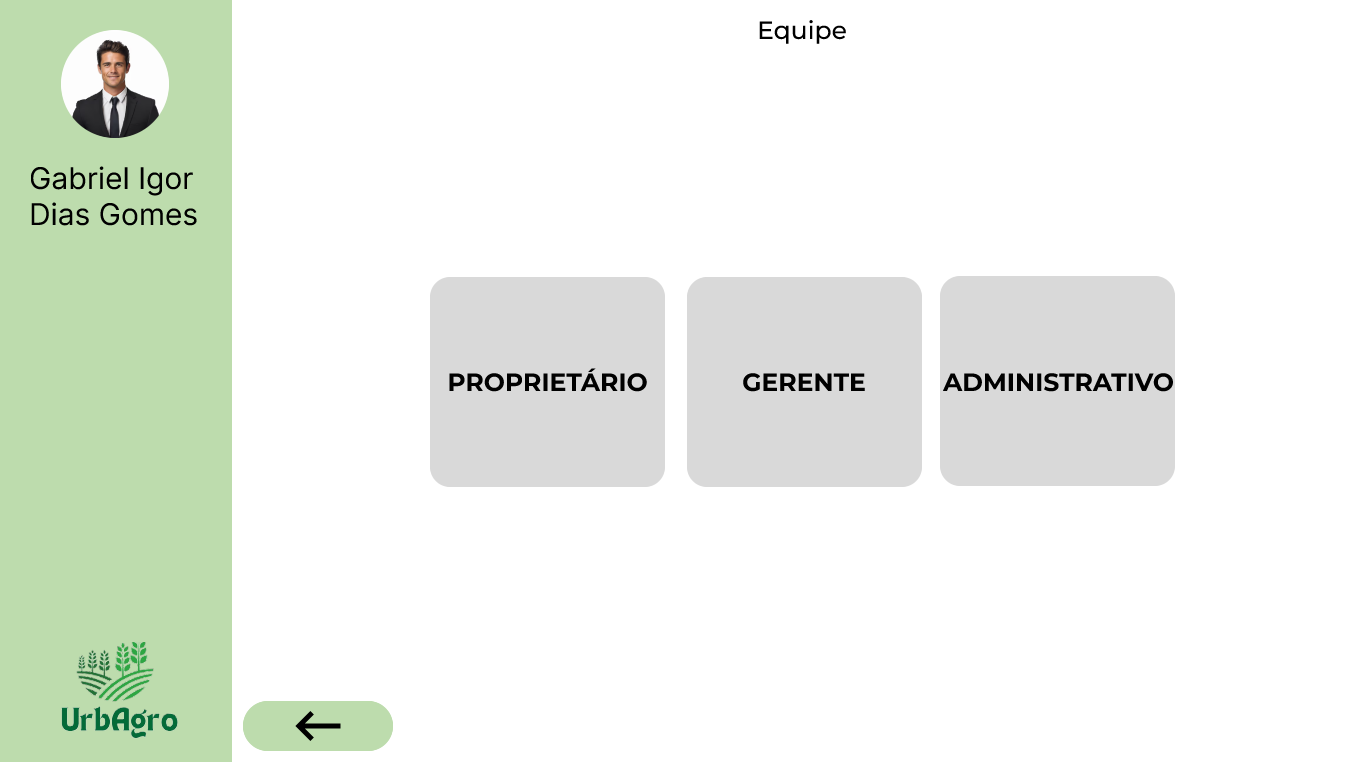 Equipe
Gabriel Igor
Dias Gomes
PROPRIETÁRIO
GERENTE
ADMINISTRATIVO
UrbAgro